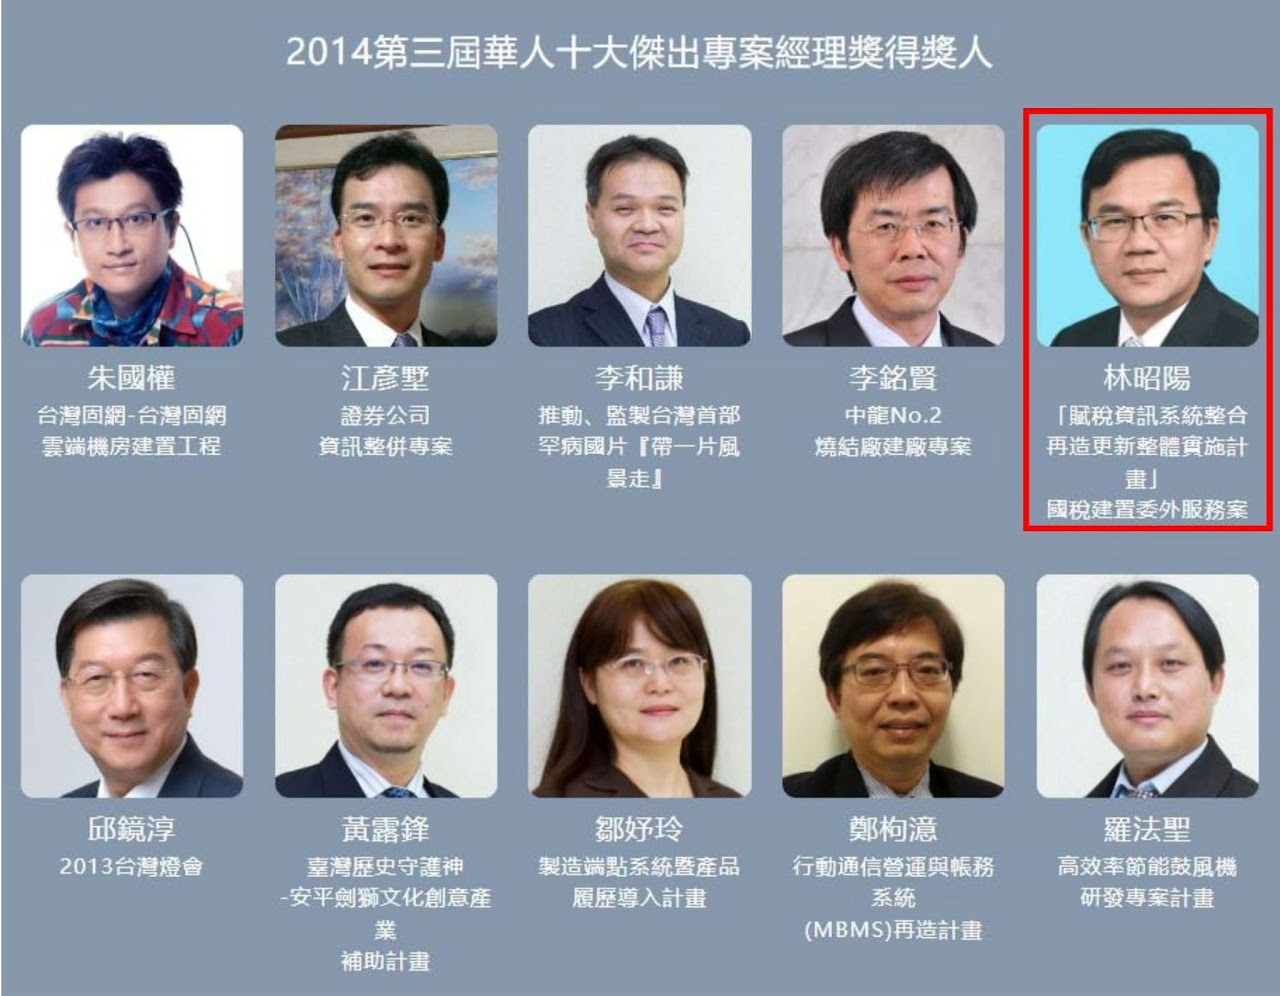 2014第三屆華人十大傑出專案經理獎得獎人
朱國權
台灣固網-台灣固網
雲端機房建置工程
江彥墅
證券公司
資訊整併專案
李和謙
推動、監製台灣首部
罕病國片『帶一片風
景走』
李銘賢
中龍No.2
燒結廠建廠專案
林昭陽
「賦稅資訊系統整合
再造更新整體實施計
畫」
國稅建置委外服務案
邱鏡淳
2013台灣燈會
黃露鋒
臺灣歷史守護神
-安平劍獅文化創意產
業
補助計畫
鄒妤玲
製造端點系統暨產品
履歷導入計畫
鄭枸澺
行動通信營運與帳務
系統
(MBMS)再造計畫
羅法聖
高效率節能鼓風機
研發專案計畫